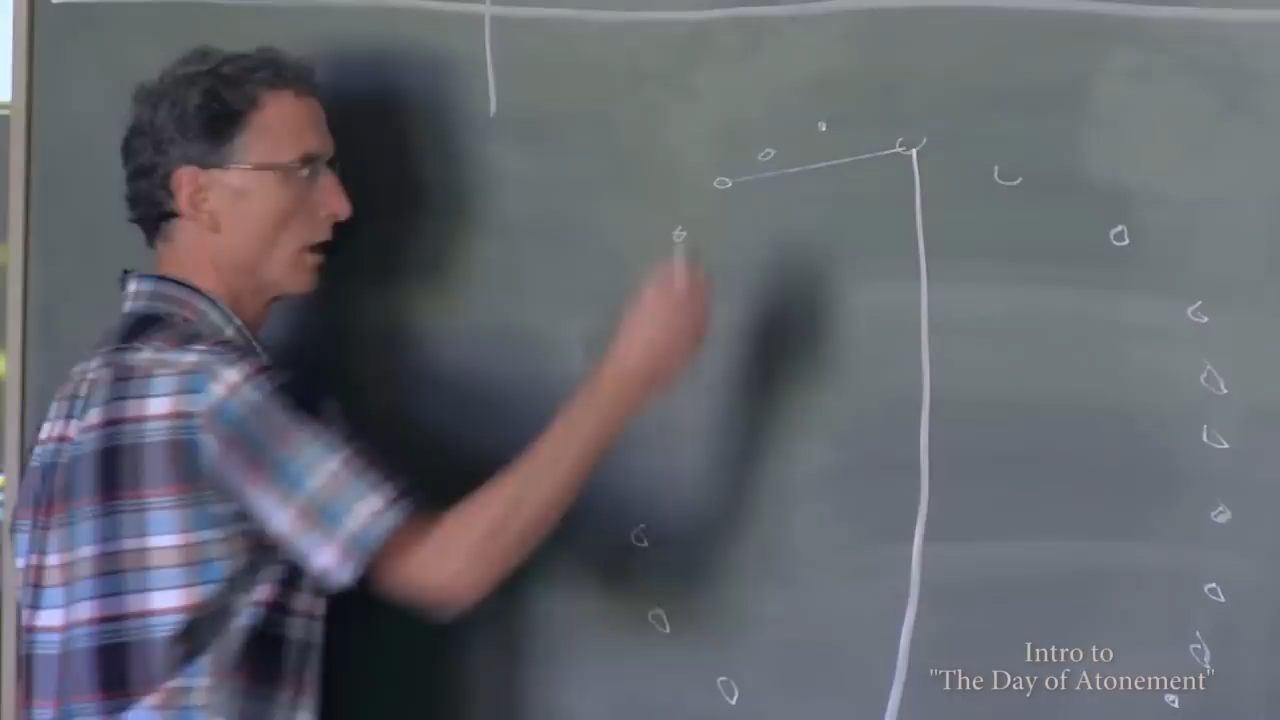 Intro to
"The Day of Atonement"